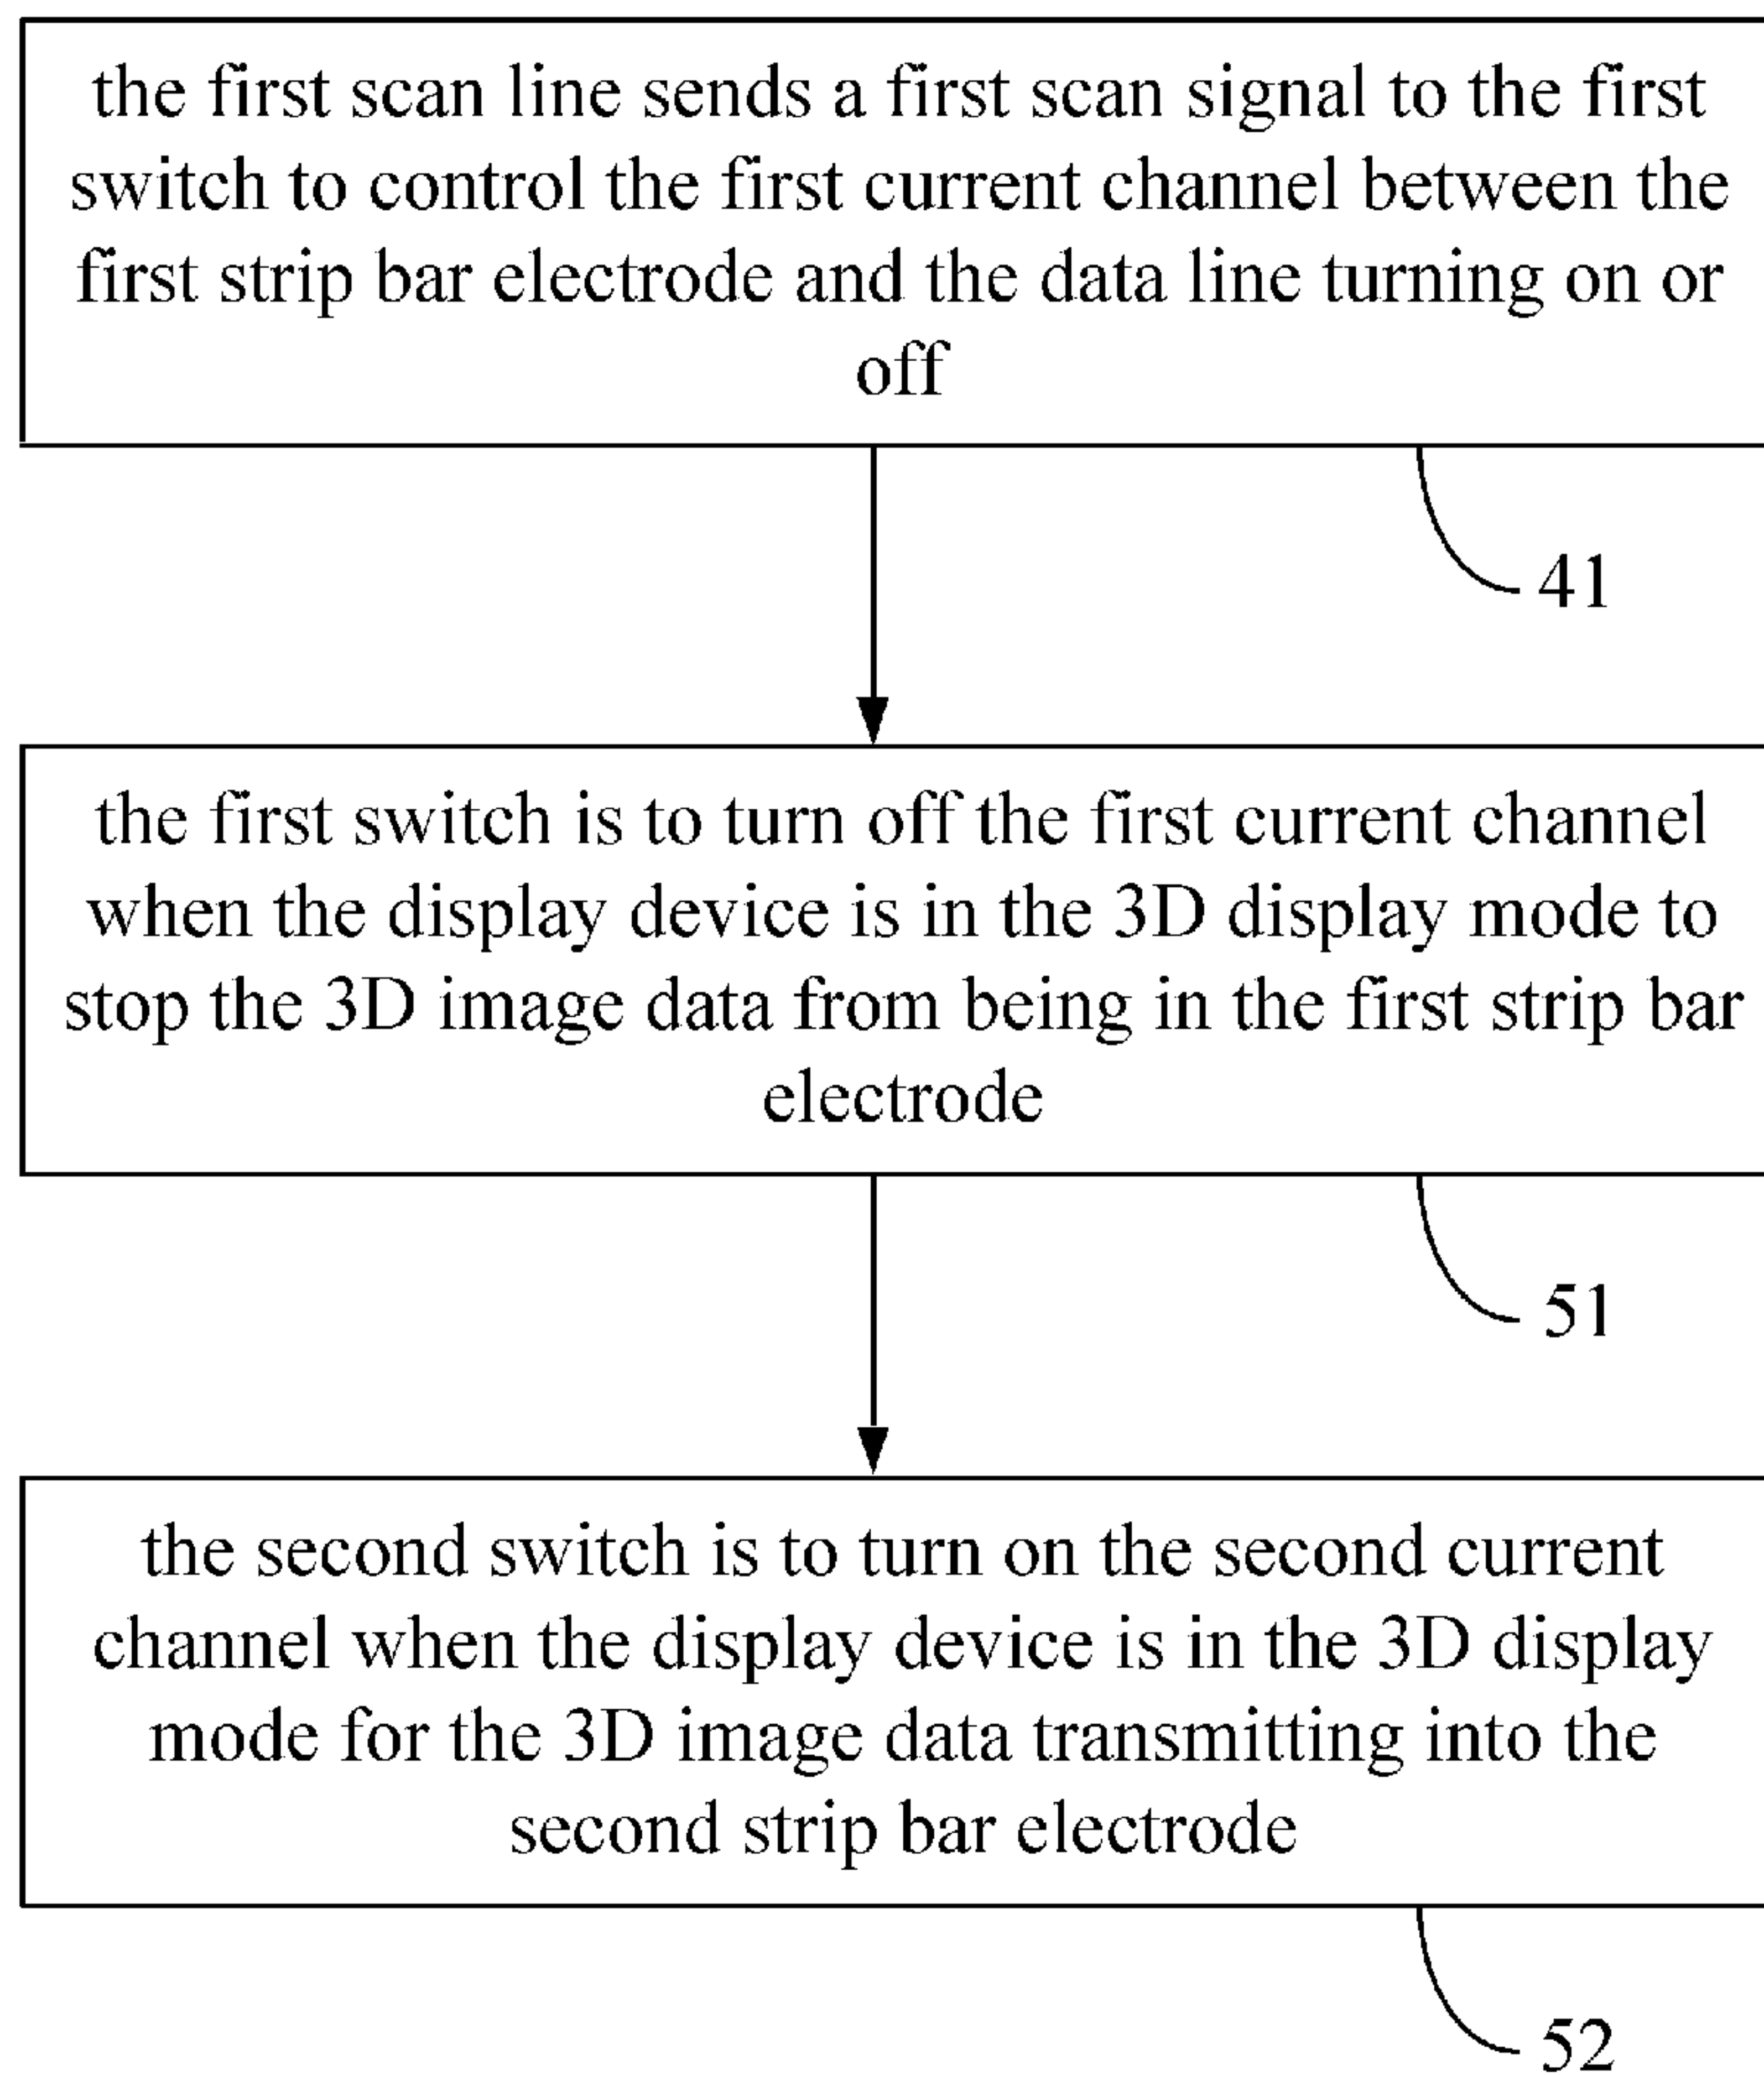 the first scan line sends a first scan signal to the first
switch to control the first current channel between the
first strip bar electrode and the data line turning on or
off
41
the first switch is to turn off the first current channel
when the display device is in the 3D display mode to
stop the 3D image data from being in the first strip bar
electrode
51
the second switch is to turn on the second current
channel when the display device is in the 3D display
mode for the 3D image data transmitting into the
second strip bar electrode
52